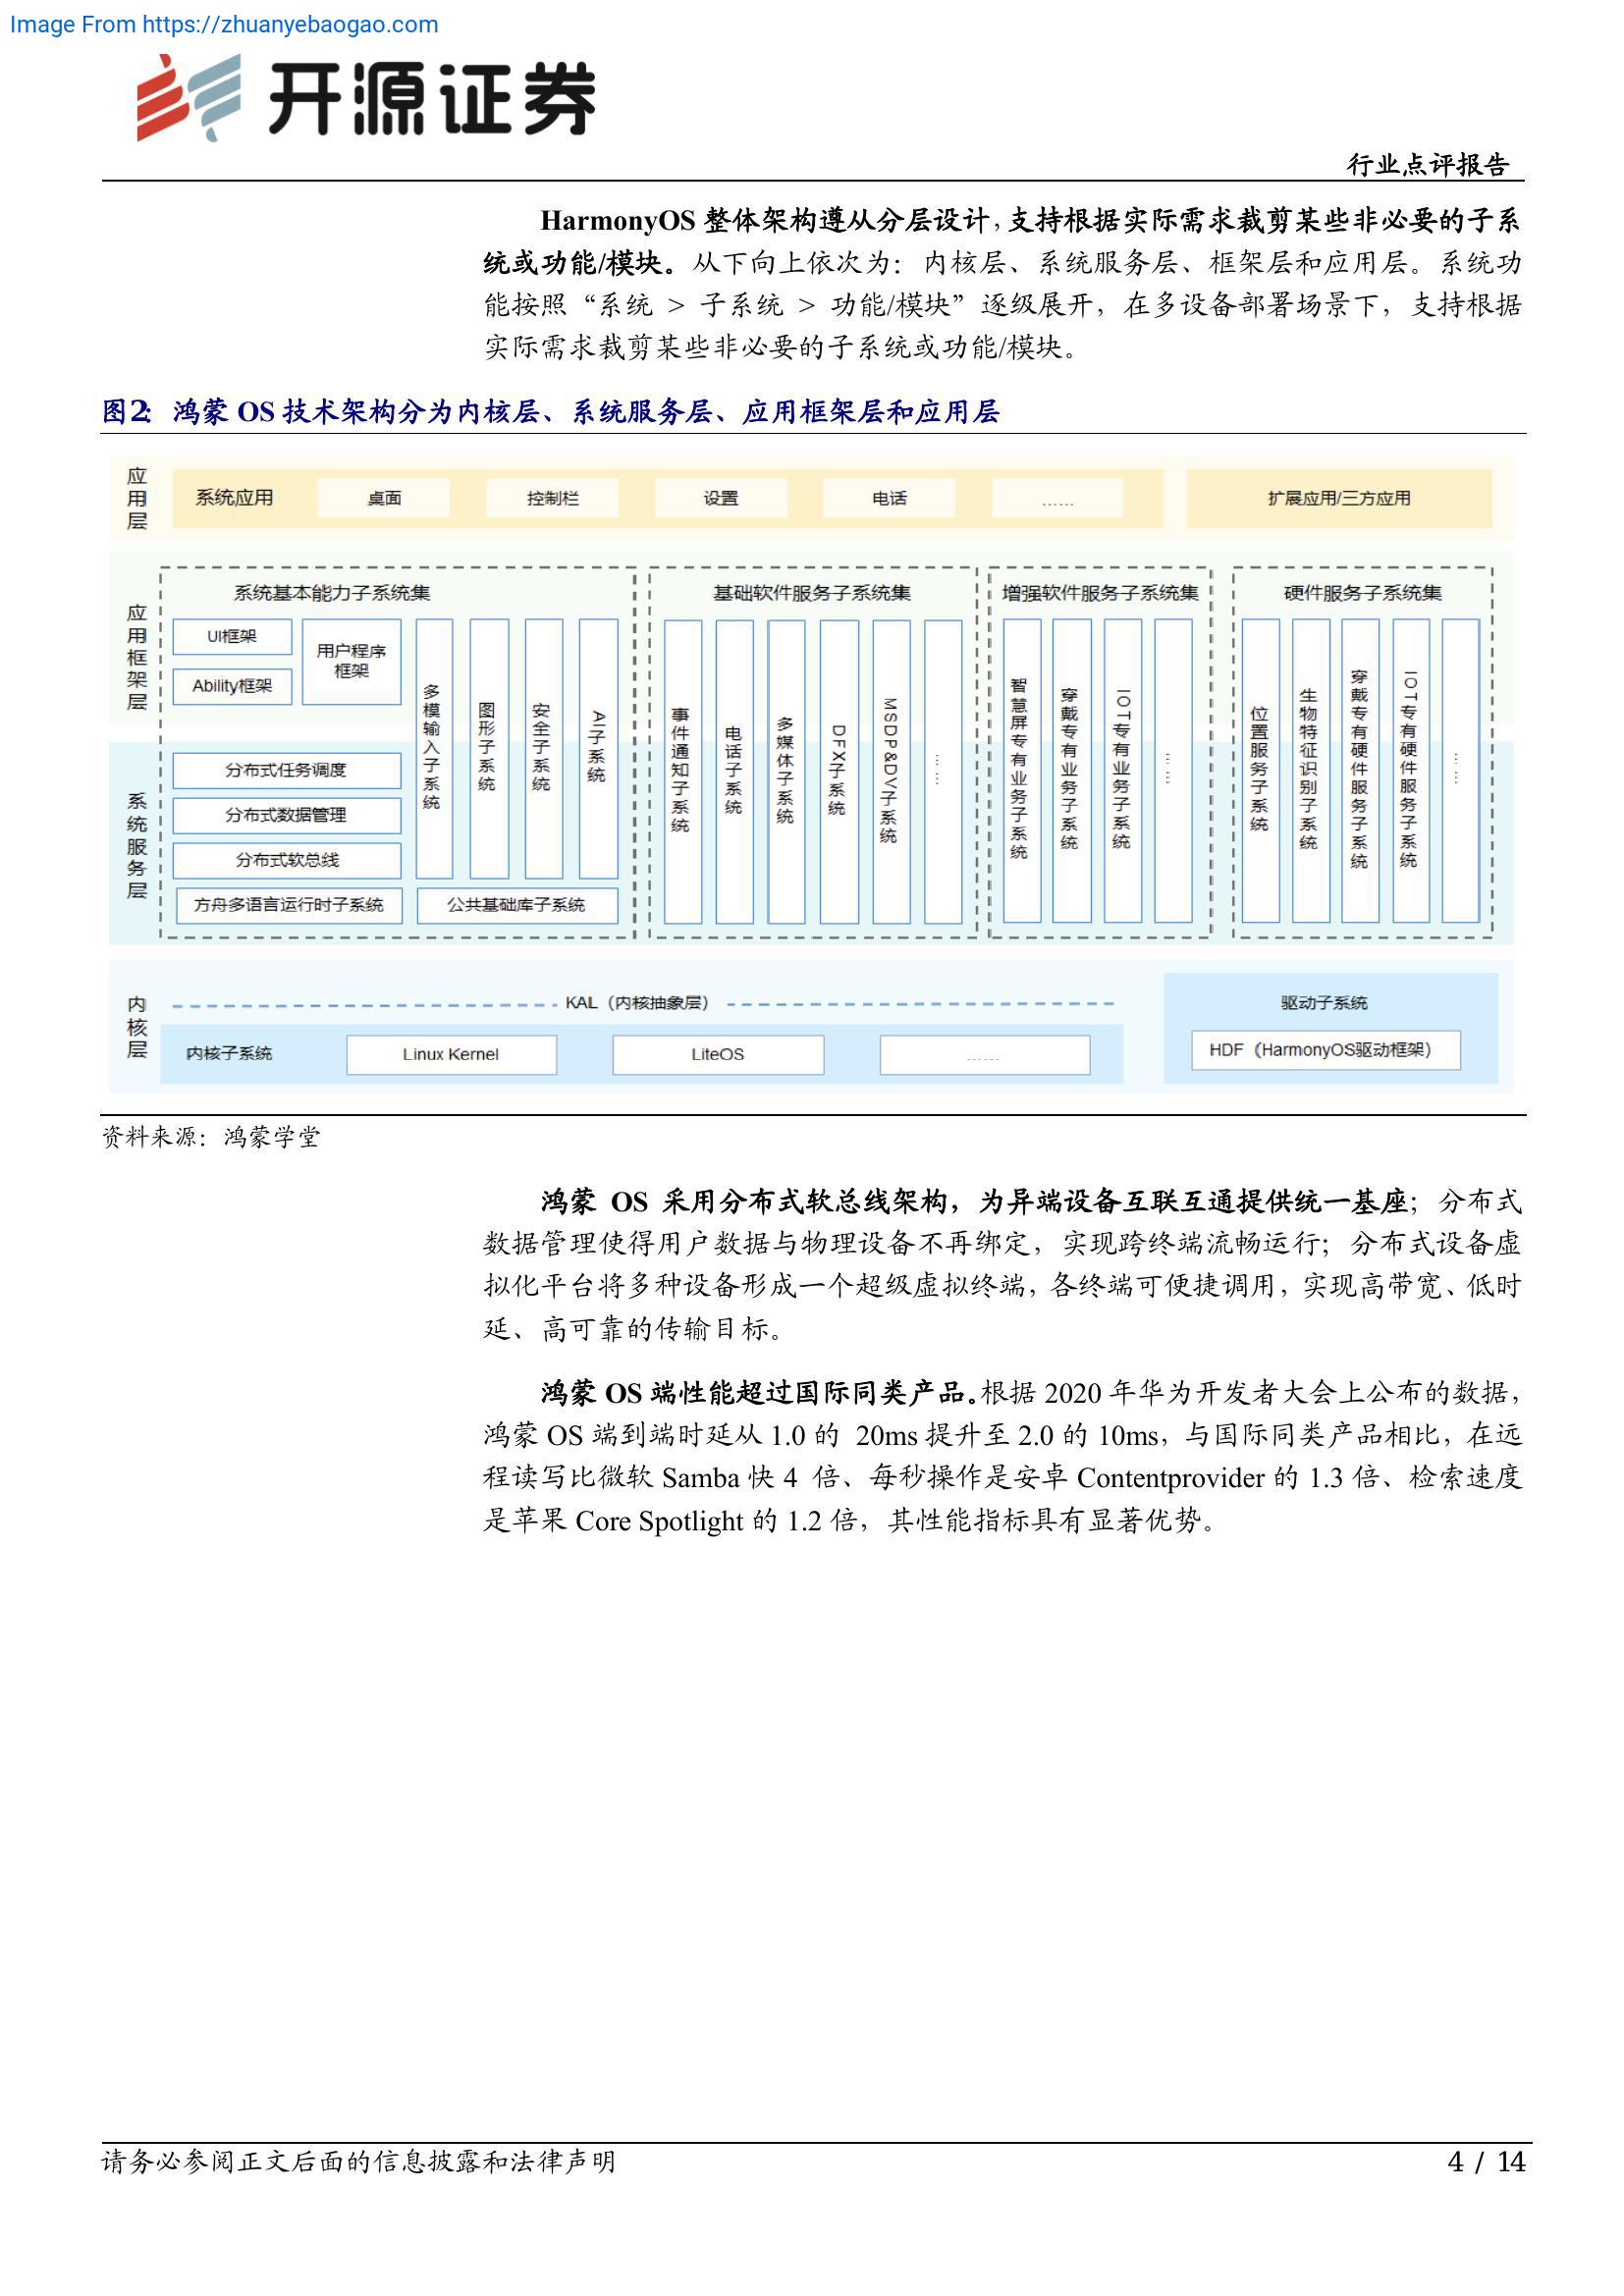 Image From https://zhuanyebaogao.com
开源证券
行业点评报告
HarmonyOS 整体架构遵从分层设计，支持根据实际需求裁剪某些非必要的子系
统或功能/模块。从下向上依次为：内核层、系统服务层、框架层和应用层。系统功
能按照“系统 > 子系统 > 功能/模块”逐级展开，在多设备部署场景下，支持根据
实际需求裁剪某些非必要的子系统或功能/模块。
图2： 鸿蒙 OS 技术架构分为内核层、系统服务层、应用框架层和应用层
应用层
系统应用
桌面
控制栏
设置
电话
……
扩展应用/三方应用
应用框架层
系统服务层
系统基本能力子系统集
UI框架
Ability框架
用户程序
框架
分布式任务调度
分布式数据管理
分布式软总线
方舟多语言运行时子系统
多模输入子系统
图形子系统
安全子系统
AI子系统
公共基础库子系统
基础软件服务子系统集
事件通知子系统
电话子系统
多媒体子系统
DFX子系统
MSDP&DV子系统
……
增强软件服务子系统集
智慧屏专有业务子系统
穿戴专有业务子系统
IOT专有业务子系统
……
硬件服务子系统集
位置服务子系统
生物特征识别子系统
穿戴专有硬件服务子系统
IOT专有硬件服务子系统
……
内核层
KAL（内核抽象层）
内核子系统
Linux Kernel
LiteOS
……
驱动子系统
HDF（HarmonyOS驱动框架）
资料来源：鸿蒙学堂
鸿蒙 OS 采用分布式软总线架构，为异端设备互联互通提供统一基座；分布式
数据管理使得用户数据与物理设备不再绑定，实现跨终端流畅运行；分布式设备虚
拟化平台将多种设备形成一个超级虚拟终端，各终端可便捷调用，实现高带宽、低时
延、高可靠的传输目标。
鸿蒙 OS 端性能超过国际同类产品。根据 2020 年华为开发者大会上公布的数据，
鸿蒙 OS 端到端时延从 1.0 的 20ms 提升至 2.0 的 10ms，与国际同类产品相比，在远
程读写比微软 Samba 快 4 倍、每秒操作是安卓 Contentprovider 的 1.3 倍、检索速度
是苹果 Core Spotlight 的 1.2 倍，其性能指标具有显著优势。
请务必参阅正文后面的信息披露和法律声明
4 / 14